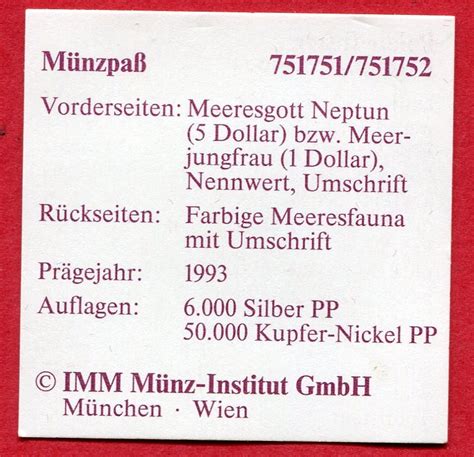 Münzpaß 751751/751752
Vorderseiten: Meeresgott Neptun
(5 Dollar) bzw. Meer-
jungfrau (1 Dollar),
Nennwert, Umschrift
Rückseiten: Farbige Meeresfauna
mit Umschrift
Prägejahr: 1993
Auflagen: 6.000 Silber PP
50.000 Kupfer-Nickel PP
© IMM Münz-Institut GmbH
München · Wien